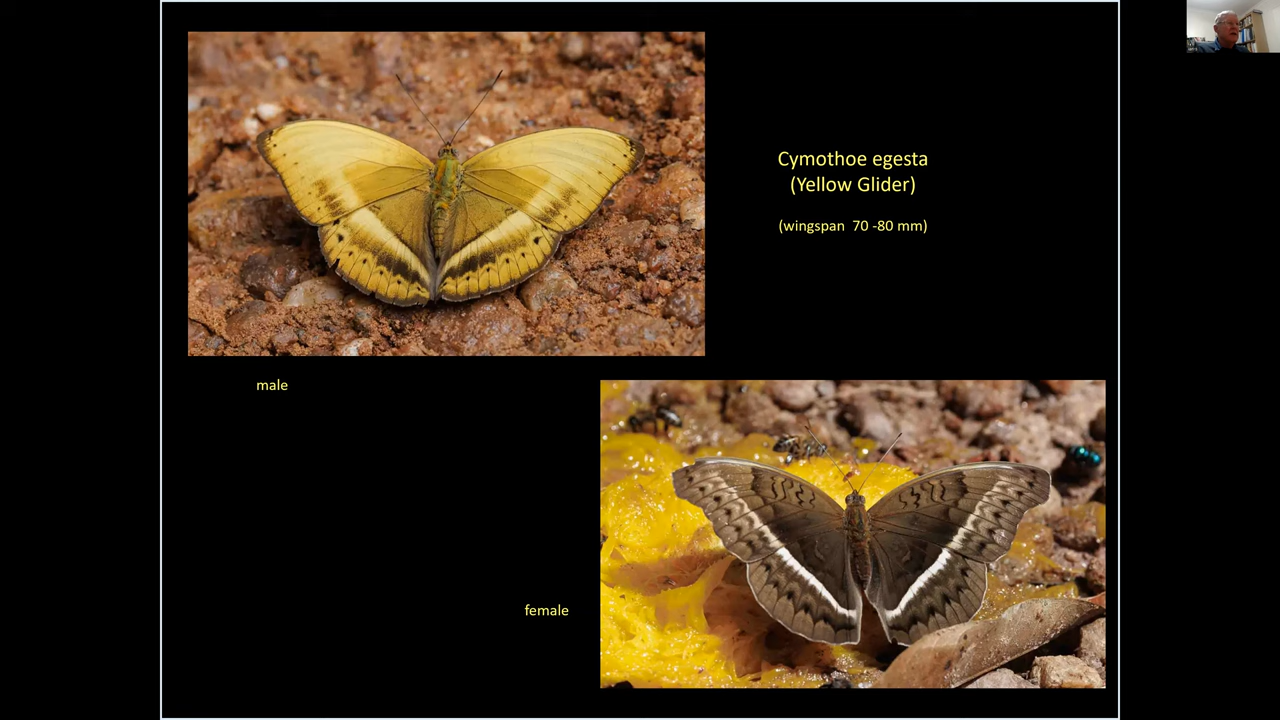 Cymothoe egesta
(Yellow Glider)
(wingspan  70 -80 mm)
male
female